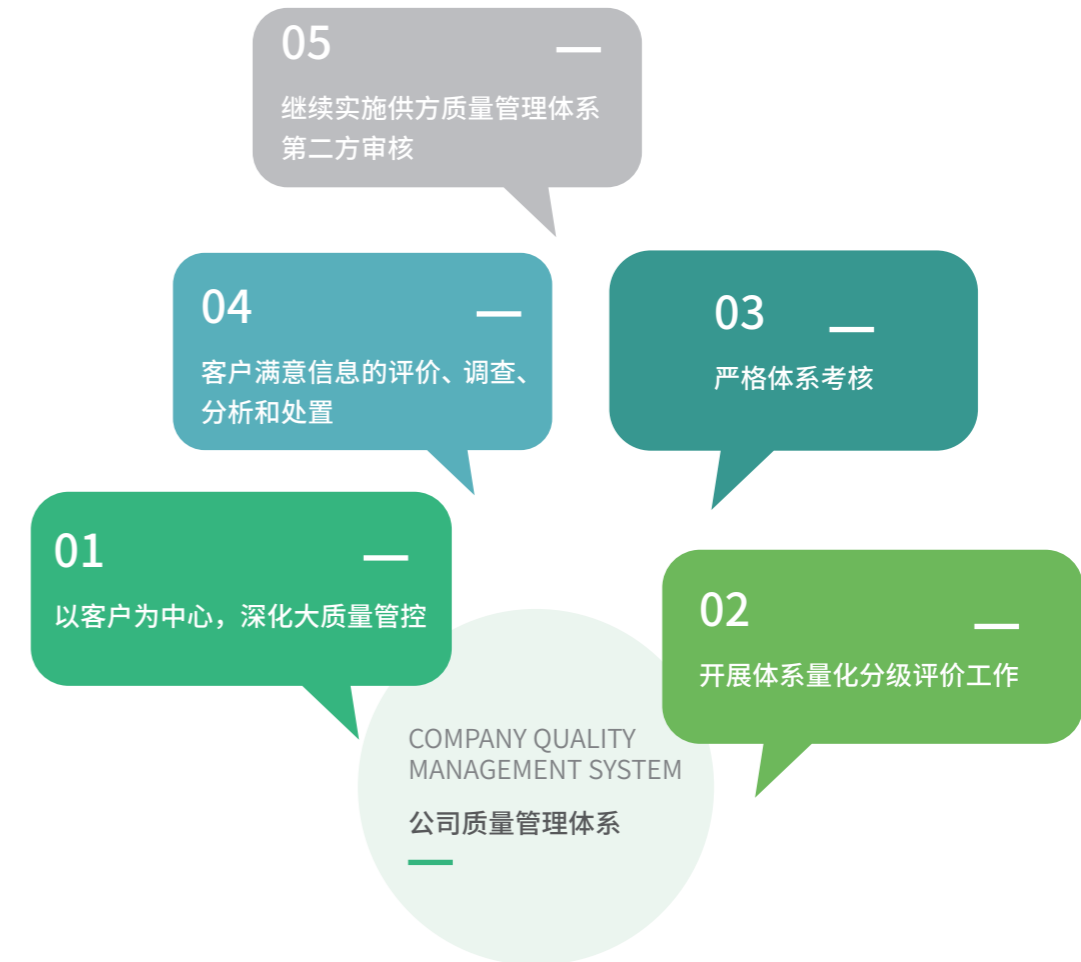 05
继续实施供方质量管理体系
第二方审核
04
客户满意信息的评价、调查、
分析和处置
03
严格体系考核
01
以客户为中心，深化大质量管控
02
开展体系量化分级评价工作
COMPANY QUALITY
MANAGEMENT SYSTEM
公司质量管理体系